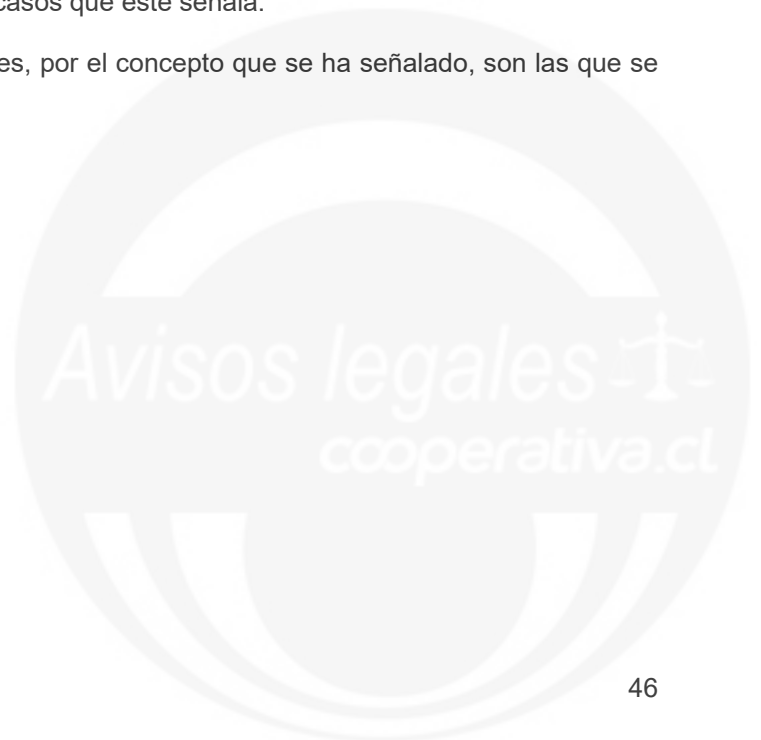 casos que este señala.
es, por el concepto que se ha señalado, son las que se
Avisos legales
cooperativa.cl
46